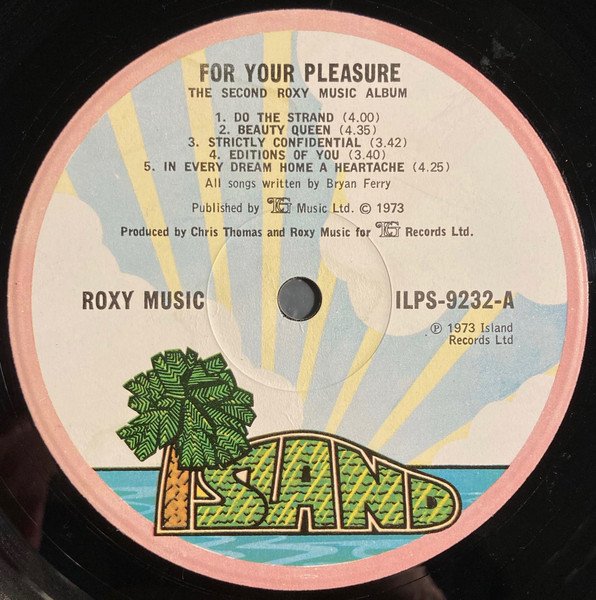 FOR YOUR PLEASURE
THE SECOND ROXY MUSIC ALBUM
1. DO THE STRAND (4.00)
2. BEAUTY QUEEN (4.35)
3. STRICTLY CONFIDENTIAL (3.42)
4. EDITIONS OF YOU (3.40)
5. IN EVERY DREAM HOME A HEARTACHE (4.25)
All songs written by Bryan Ferry
Published by EG Music Ltd. © 1973
Produced by Chris Thomas and Roxy Music for EG Records Ltd.
ROXY MUSIC
ILPS-9232-A
℗ 1973 Island
Records Ltd
ISLAND